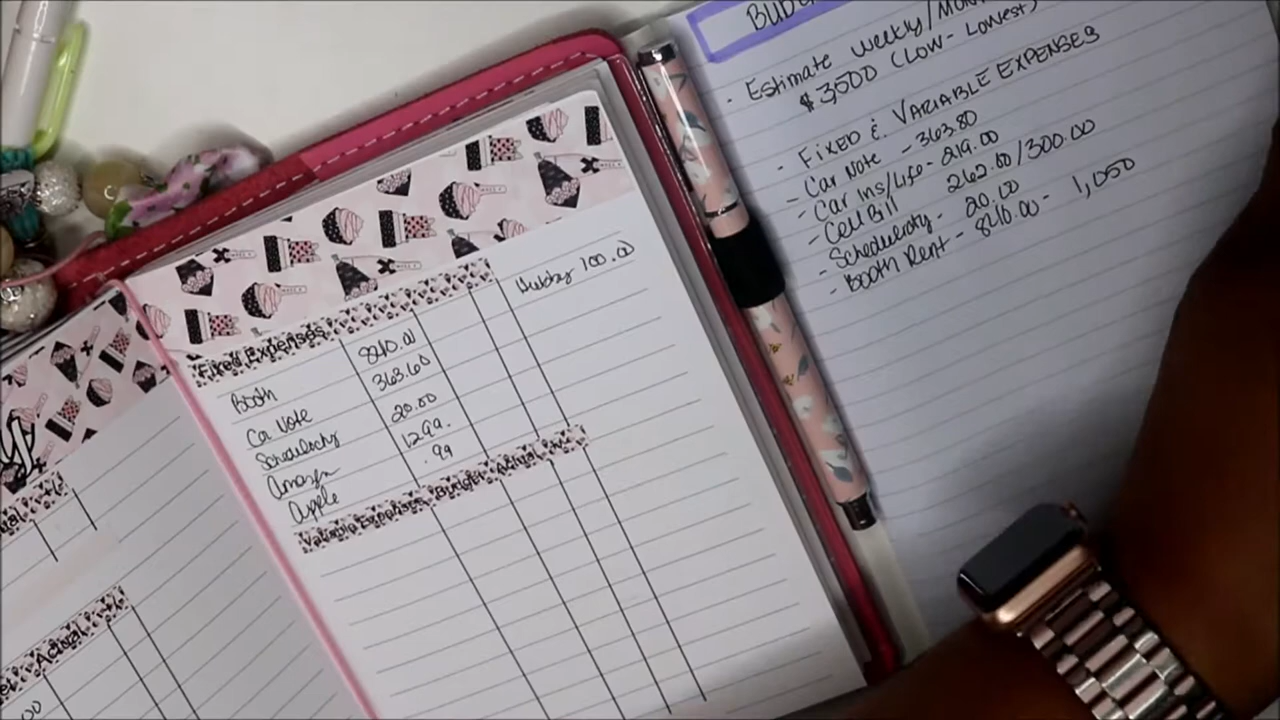 Hubby 100.00
Fixed Expenses
Booth 840.00
Car Note 363.60
Schedulicity 20.00
Amazon 12.99.
Apple .99
Variable Expenses Budget Actual +/-
Actual
BUD
- Estimate weekly/Mon
$3,500 (Low-Lowest)
- Fixed & Variable Expenses
- Car Note - 363.80
- Car Ins/Life - 219.00
- Cell Bill 262.00/300.00
- Schedulicity - 20.00
- Booth Rent - 840.00 - 1,050